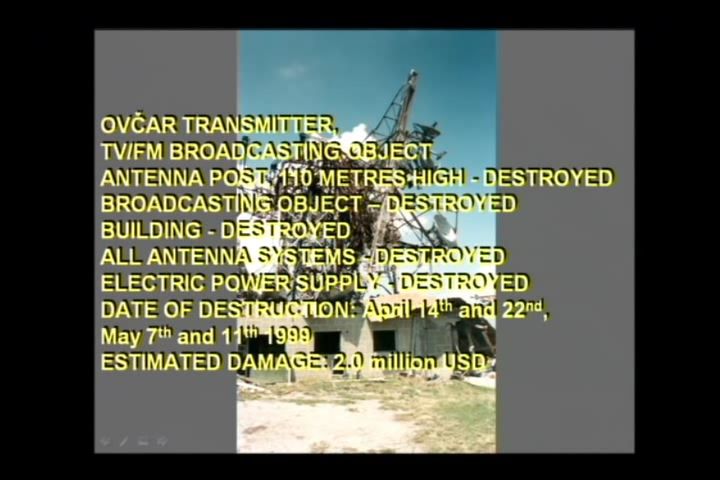 OVČAR TRANSMITTER,
TV/FM BROADCASTING OBJECT
ANTENNA POST, 110 METRES HIGH - DESTROYED
BROADCASTING OBJECT – DESTROYED
BUILDING - DESTROYED
ALL ANTENNA SYSTEMS - DESTROYED
ELECTRIC POWER SUPPLY - DESTROYED
DATE OF DESTRUCTION: April 14th and 22nd,
May 7th and 11th 1999
ESTIMATED DAMAGE: 2.0 million USD